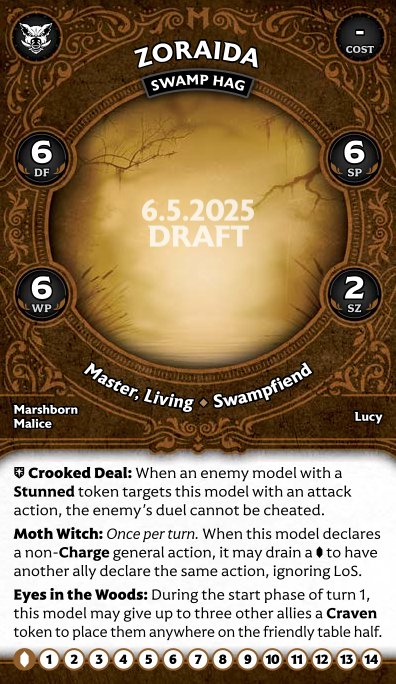 -
COST
ZORAIDA
SWAMP HAG
6
DF
6
SP
6.5.2025
DRAFT
6
WP
2
SZ
Master, Living ◆ Swampfiend
Marshborn
Malice
Lucy
Crooked Deal: When an enemy model with a
Stunned token targets this model with an attack
action, the enemy's duel cannot be cheated.
Moth Witch: Once per turn. When this model declares
a non-Charge general action, it may drain a to have
another ally declare the same action, ignoring LoS.
Eyes in the Woods: During the start phase of turn 1,
this model may give up to three other allies a Craven
token to place them anywhere on the friendly table half.
1 2 3 4 5 6 7 8 9 10 11 12 13 14